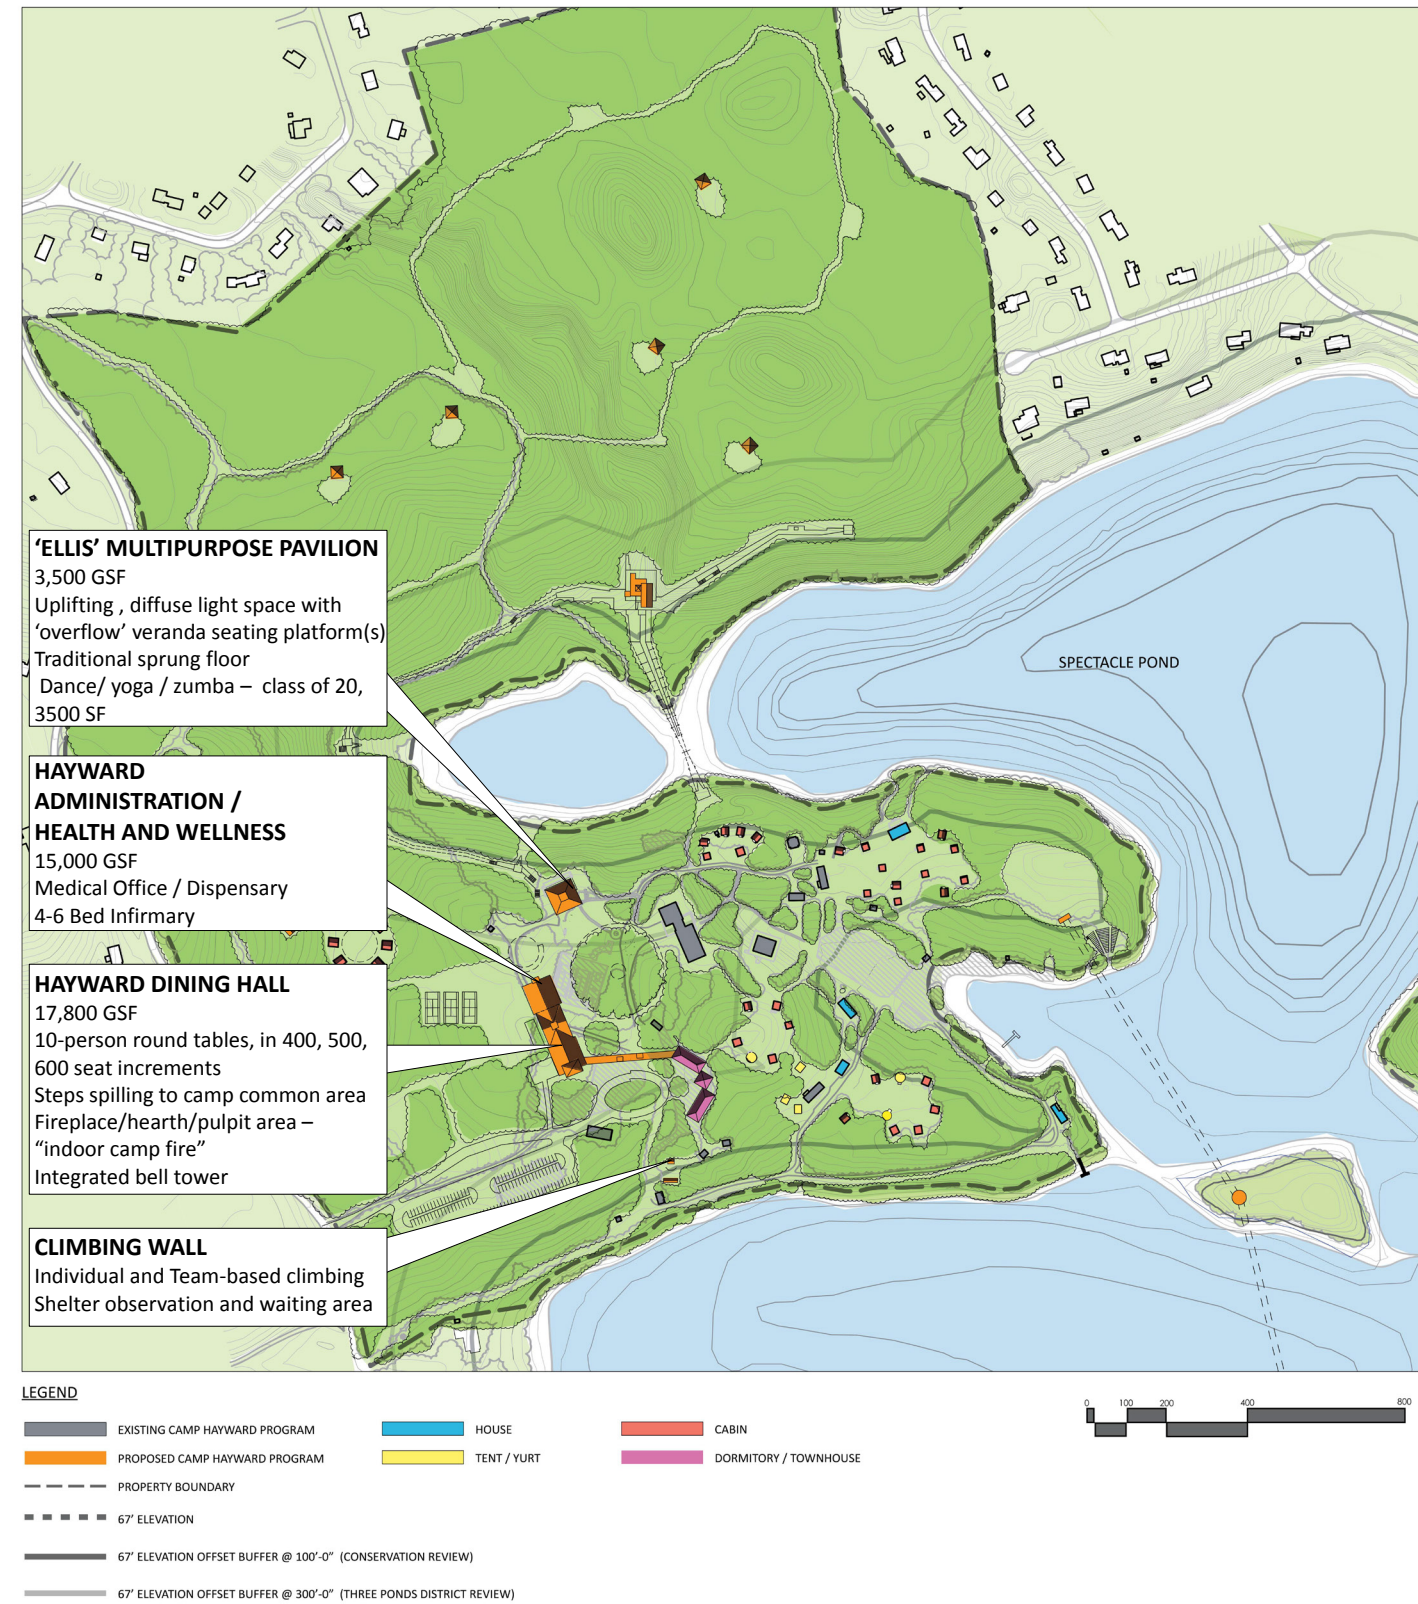 ‘ELLIS’ MULTIPURPOSE PAVILION
3,500 GSF
Uplifting , diffuse light space with
‘overflow’ veranda seating platform(s)
Traditional sprung floor
Dance/ yoga / zumba – class of 20,
3500 SF
HAYWARD
ADMINISTRATION /
HEALTH AND WELLNESS
15,000 GSF
Medical Office / Dispensary
4-6 Bed Infirmary
HAYWARD DINING HALL
17,800 GSF
10-person round tables, in 400, 500,
600 seat increments
Steps spilling to camp common area
Fireplace/hearth/pulpit area –
“indoor camp fire”
Integrated bell tower
CLIMBING WALL
Individual and Team-based climbing
Shelter observation and waiting area
SPECTACLE POND
LEGEND
EXISTING CAMP HAYWARD PROGRAM
PROPOSED CAMP HAYWARD PROGRAM
PROPERTY BOUNDARY
67’ ELEVATION
67’ ELEVATION OFFSET BUFFER @ 100’-0” (CONSERVATION REVIEW)
67’ ELEVATION OFFSET BUFFER @ 300’-0” (THREE PONDS DISTRICT REVIEW)
HOUSE
TENT / YURT
CABIN
DORMITORY / TOWNHOUSE
0 100 200 400 800